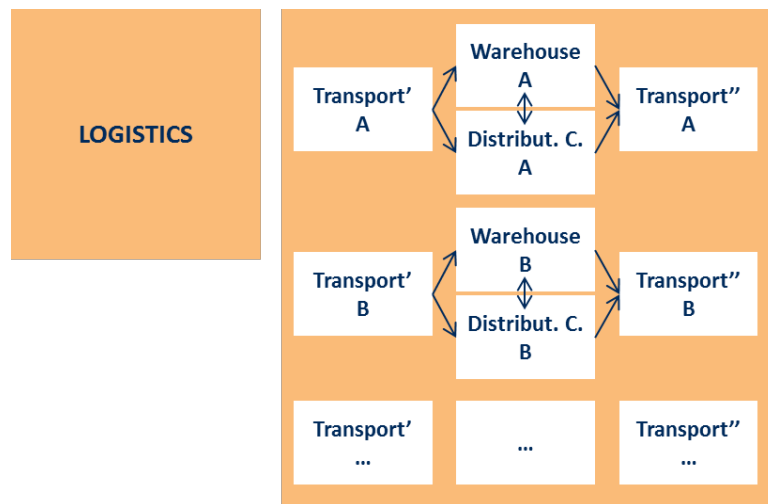 LOGISTICS
Transport’
A
Warehouse
A
Distribut. C.
A
Transport’’
A
Transport’
B
Warehouse
B
Distribut. C.
B
Transport’’
B
Transport’
...
...
Transport’’
...